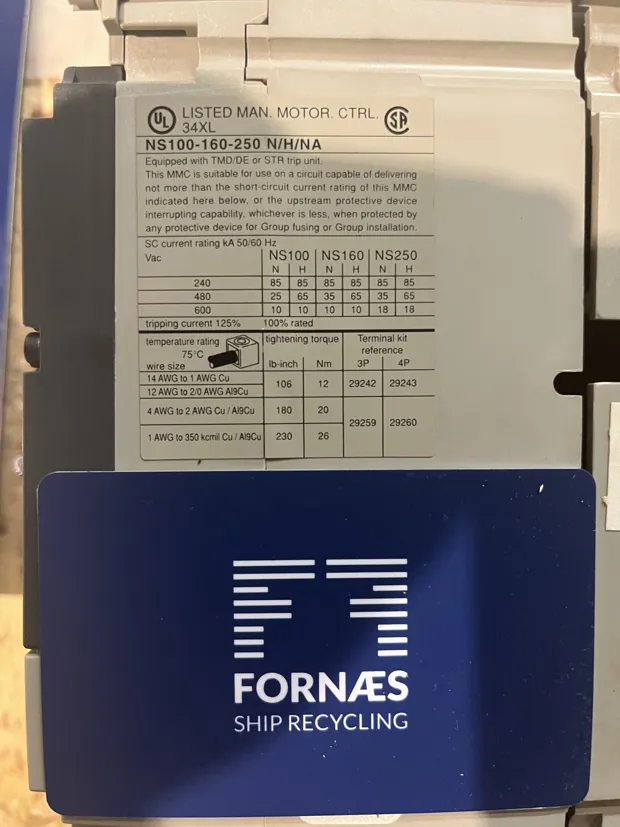 UL LISTED MAN. MOTOR. CTRL. SA
34XL
NS100-160-250 N/H/NA
Equipped with TMD/DE or STR trip unit.
This MMC is suitable for use on a circuit capable of delivering
not more than the short-circuit current rating of this MMC
indicated here below, or the upstream protective device
interrupting capability, whichever is less, when protected by
any protective device for Group fusing or Group installation.
SC current rating kA 50/60 Hz
Vac NS100 NS160 NS250
N H N H N H
240 85 85 85 85 85 85
480 25 65 35 65 35 65
600 10 10 10 10 18 18
tripping current 125% 100% rated
temperature rating tightening torque Terminal kit
75°C reference
wire size lb-inch Nm 3P 4P
14 AWG to 1 AWG Cu
106 12 29242 29243
12 AWG to 2/0 AWG Al9Cu
4 AWG to 2 AWG Cu / Al9Cu 180 20
29259 29260
1 AWG to 350 kcmil Cu / Al9Cu 230 26
FORNÆS
SHIP RECYCLING